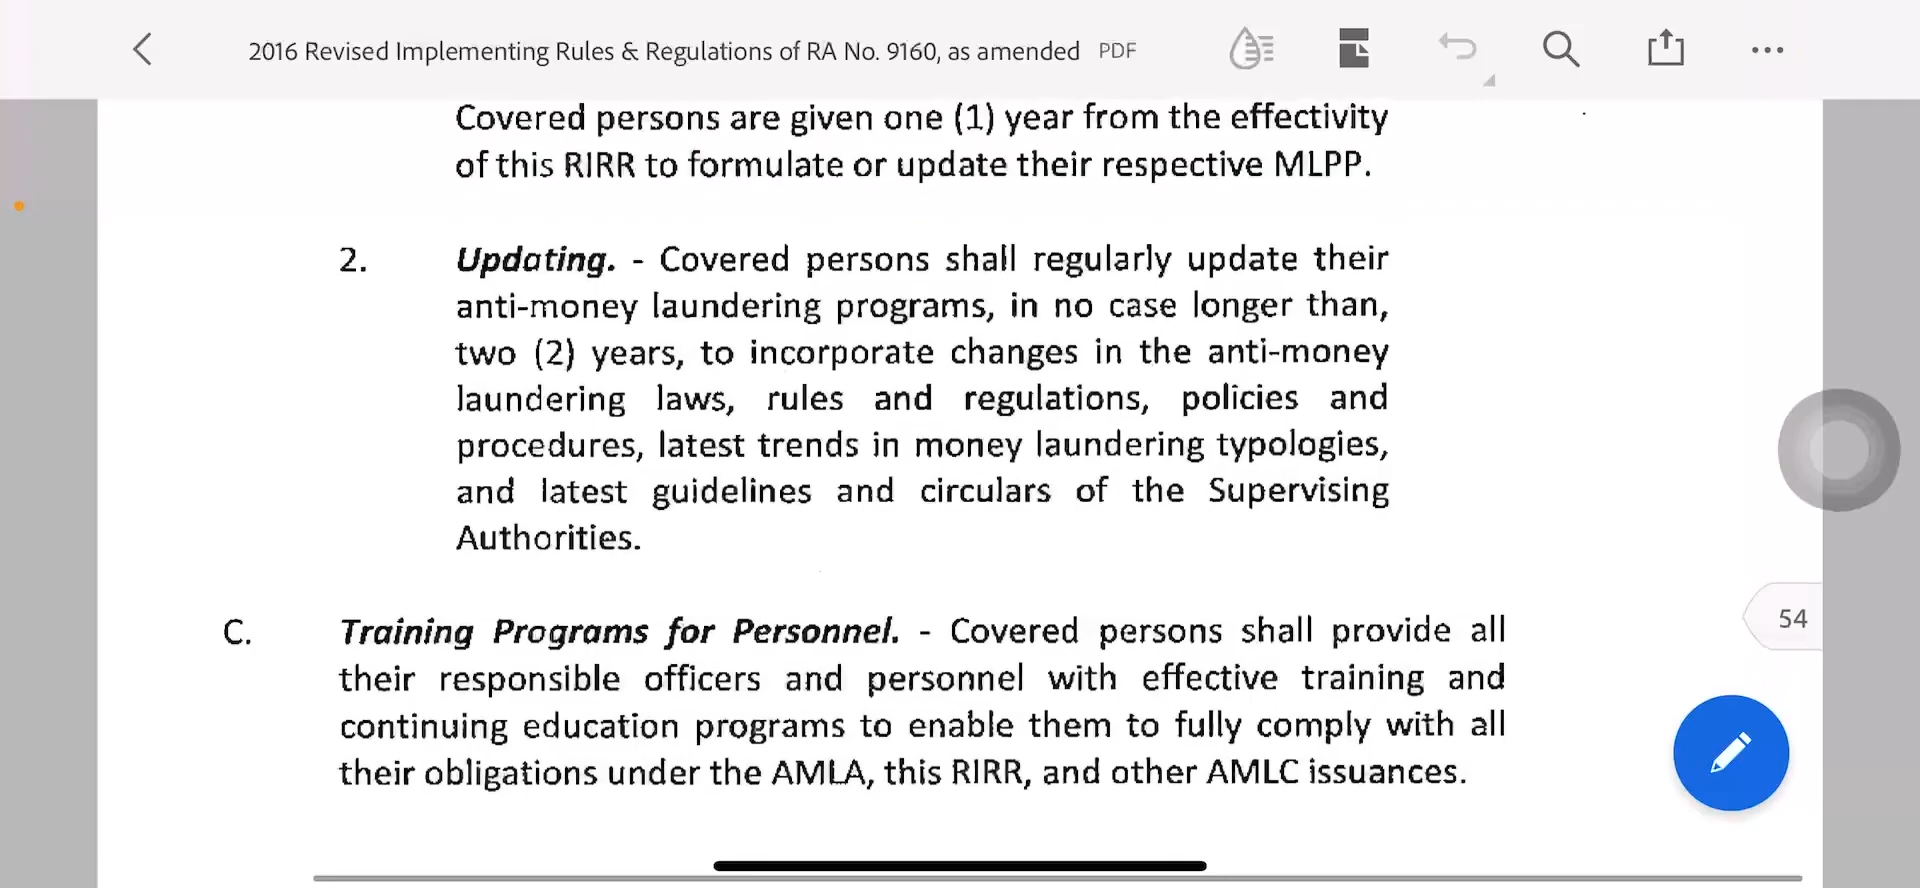 2016 Revised Implementing Rules & Regulations of RA No. 9160, as amended PDF
Covered persons are given one (1) year from the effectivity
of this RIRR to formulate or update their respective MLPP.
2. Updating. - Covered persons shall regularly update their
anti-money laundering programs, in no case longer than,
two (2) years, to incorporate changes in the anti-money
laundering laws, rules and regulations, policies and
procedures, latest trends in money laundering typologies,
and latest guidelines and circulars of the Supervising
Authorities.
54
C. Training Programs for Personnel. - Covered persons shall provide all
their responsible officers and personnel with effective training and
continuing education programs to enable them to fully comply with all
their obligations under the AMLA, this RIRR, and other AMLC issuances.